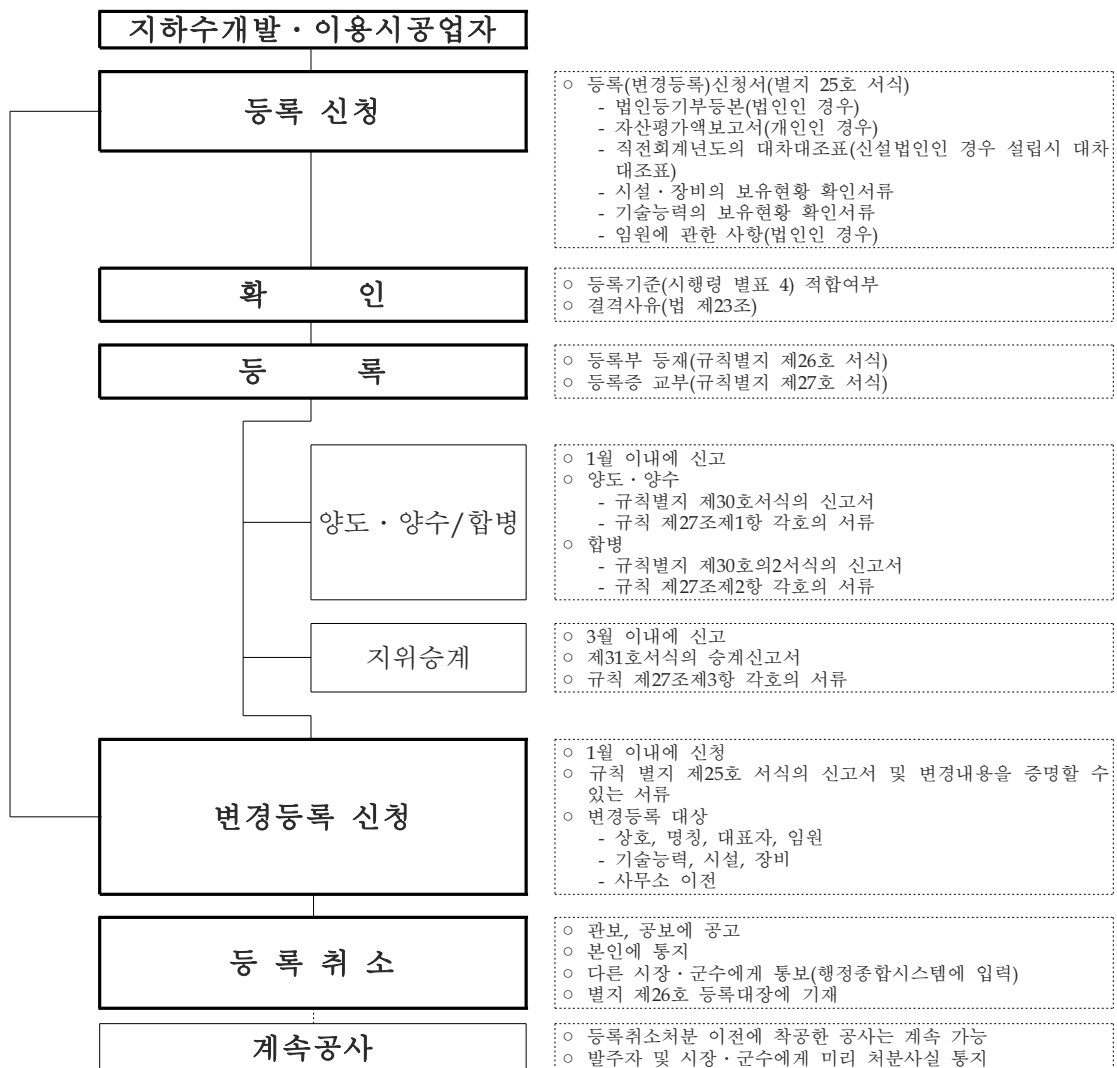 지하수개발・이용시공업자
등록 신청
○ 등록(변경등록)신청서(별지 25호 서식)
- 법인등기부등본(법인인 경우)
- 자산평가액보고서(개인인 경우)
- 직전회계년도의 대차대조표(신설법인인 경우 설립시 대차
대조표)
- 시설・장비의 보유현황 확인서류
- 기술능력의 보유현황 확인서류
- 임원에 관한 사항(법인인 경우)
확 인
○ 등록기준(시행령 별표 4) 적합여부
○ 결격사유(법 제23조)
등 록
○ 등록부 등재(규칙별지 제26호 서식)
○ 등록증 교부(규칙별지 제27호 서식)
양도・양수/합병
○ 1월 이내에 신고
○ 양도・양수
- 규칙별지 제30호서식의 신고서
- 규칙 제27조제1항 각호의 서류
○ 합병
- 규칙별지 제30호의2서식의 신고서
- 규칙 제27조제2항 각호의 서류
지위승계
○ 3월 이내에 신고
○ 제31호서식의 승계신고서
○ 규칙 제27조제3항 각호의 서류
변경등록 신청
○ 1월 이내에 신청
○ 규칙 별지 제25호 서식의 신고서 및 변경내용을 증명할 수
있는 서류
○ 변경등록 대상
- 상호, 명칭, 대표자, 임원
- 기술능력, 시설, 장비
- 사무소 이전
등 록 취 소
○ 관보, 공보에 공고
○ 본인에 통지
○ 다른 시장・군수에게 통보(행정종합시스템에 입력)
○ 별지 제26호 등록대장에 기재
계속공사
○ 등록취소처분 이전에 착공한 공사는 계속 가능
○ 발주자 및 시장・군수에게 미리 처분사실 통지